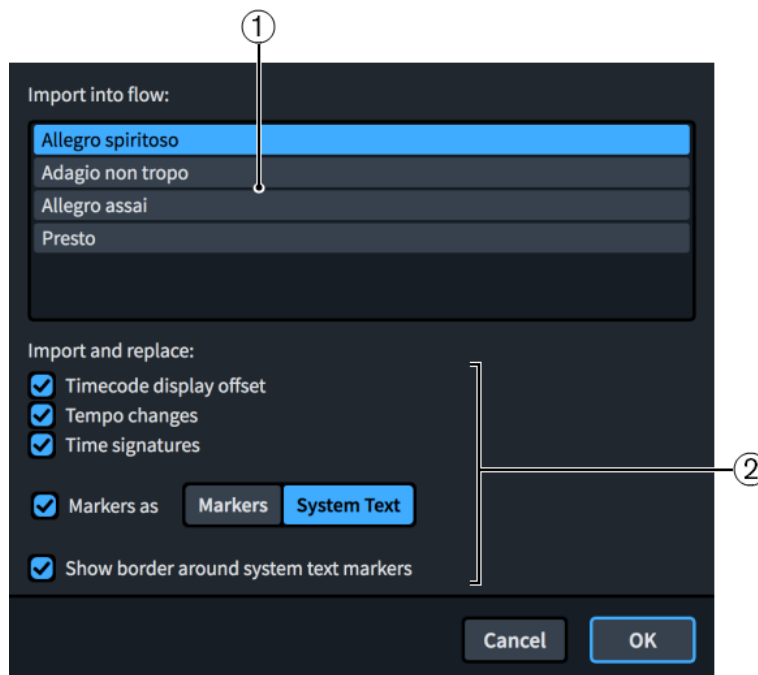 1
Import into flow:
Allegro spiritoso
Adagio non tropo
Allegro assai
Presto
Import and replace:
Timecode display offset
Tempo changes
Time signatures
2
Markers as Markers System Text
Show border around system text markers
Cancel OK